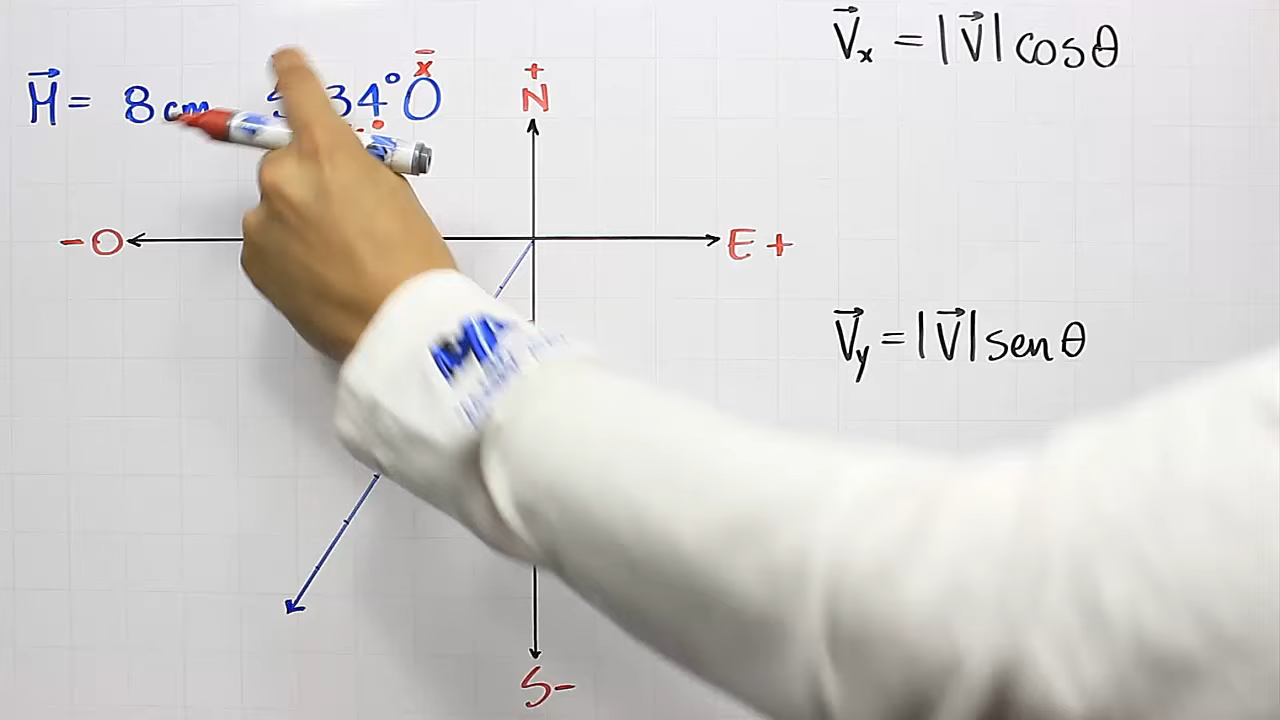 M⃗ = 8 cm S 34° O
x̄
+
N
- O
E +
S -
V⃗x = |V⃗| cos θ
V⃗y = |V⃗| sen θ